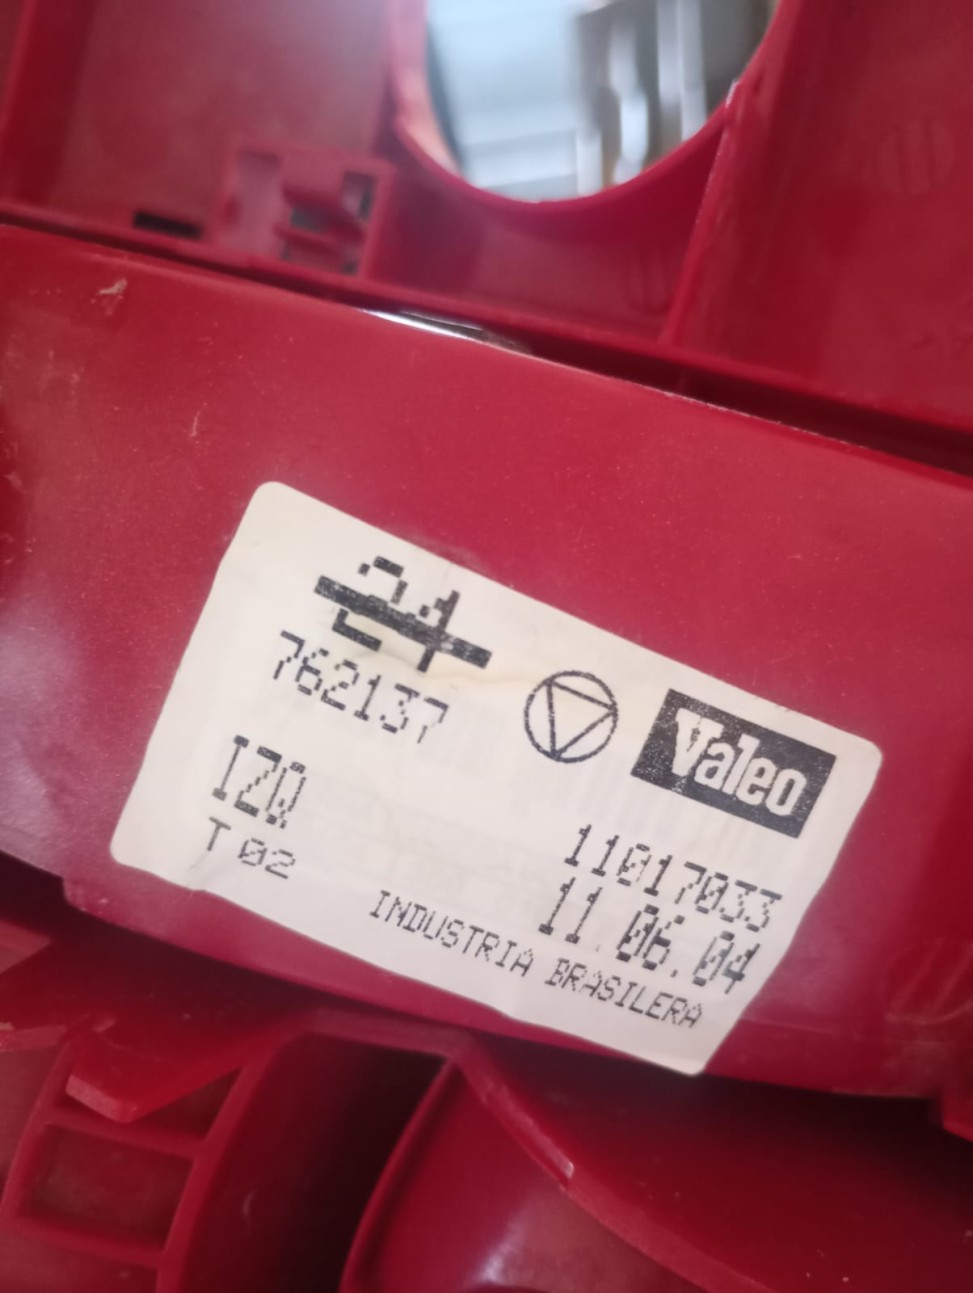 24
762137
Valeo
IZQ
T 02
11017033
11.06.04
INDUSTRIA BRASILERA